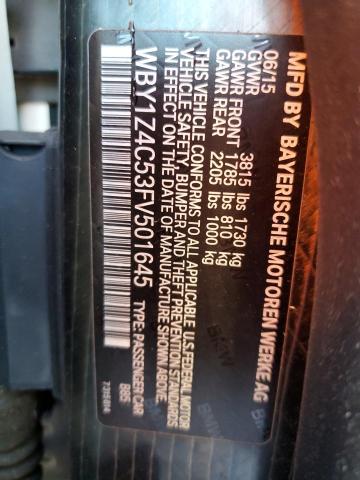 MFD BY BAYERISCHE MOTOREN WERKE AG
06/15
GVWR 3815 lbs 1730 kg
GAWR FRONT 1785 lbs 810 kg
GAWR REAR 2205 lbs 1000 kg
THIS VEHICLE CONFORMS TO ALL APPLICABLE U.S. FEDERAL MOTOR
VEHICLE SAFETY, BUMPER AND THEFT PREVENTION STANDARDS
IN EFFECT ON THE DATE OF MANUFACTURE SHOWN ABOVE
WBY1Z4C53FV501645
TYPE: PASSENGER CAR
B85